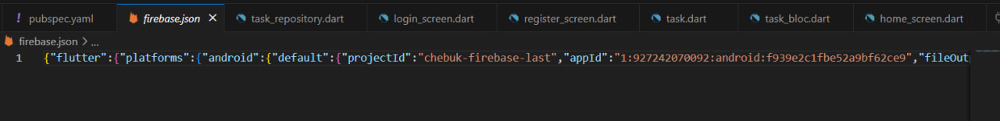 ! pubspec.yaml firebase.json × task_repository.dart login_screen.dart register_screen.dart task.dart task_bloc.dart home_screen.dart
firebase.json > ...
1 {"flutter":{"platforms":{"android":{"default":{"projectId":"chebuk-firebase-last","appId":"1:927242070092:android:f939e2c1fbe52a9bf62ce9","fileOut